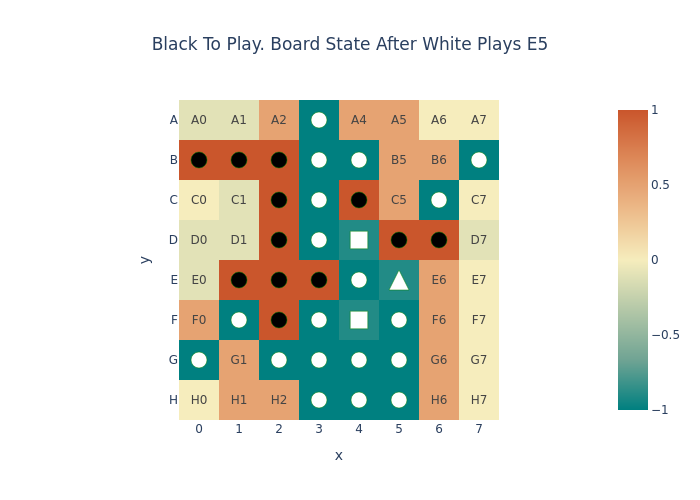 Black To Play. Board State After White Plays E5
A A0 A1 A2 A4 A5 A6 A7 1
B B5 B6
C C0 C1 C5 C7 0.5
D D0 D1 D7 0
y
E E0 E6 E7
F F0 F6 F7 −0.5
G G1 G6 G7
H H0 H1 H2 H6 H7 −1
0 1 2 3 4 5 6 7
x